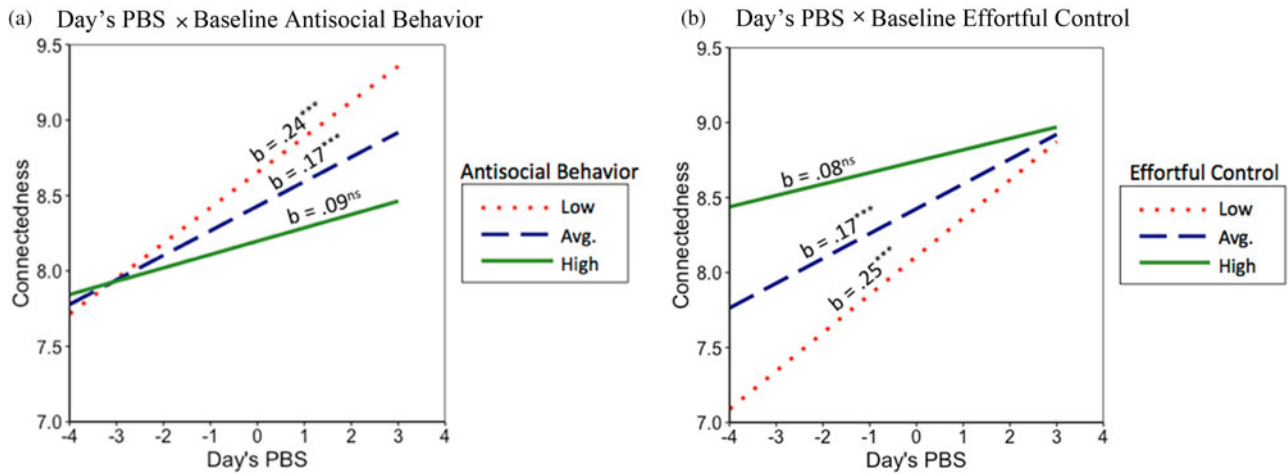 (a) Day's PBS × Baseline Antisocial Behavior
9.5
9.0
8.5
8.0
7.5
7.0
Connectedness
b = .24***
b = .17***
b = .09ns
-4 -3 -2 -1 0 1 2 3 4
Day's PBS
Antisocial Behavior
Low
Avg.
High
(b) Day's PBS × Baseline Effortful Control
9.5
9.0
8.5
8.0
7.5
7.0
Connectedness
b = .08ns
b = .17***
b = .25***
-4 -3 -2 -1 0 1 2 3 4
Day's PBS
Effortful Control
Low
Avg.
High